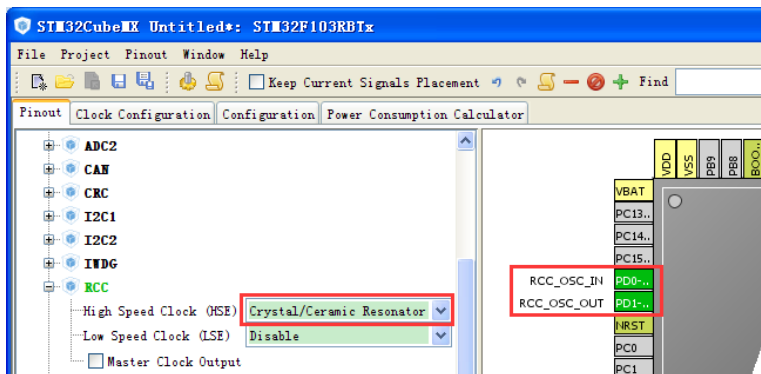 STM32CubeMX Untitled*: STM32F103RBTx
File Project Pinout Window Help
Keep Current Signals Placement Find
Pinout Clock Configuration Configuration Power Consumption Calculator
ADC2
CAN
CRC
I2C1
I2C2
IWDG
RCC
High Speed Clock (HSE) Crystal/Ceramic Resonator
Low Speed Clock (LSE) Disable
Master Clock Output
VDD
VSS
PB9
PB8
BOO..
VBAT
PC13..
PC14..
PC15..
RCC_OSC_IN PD0-..
RCC_OSC_OUT PD1-..
NRST
PC0
PC1